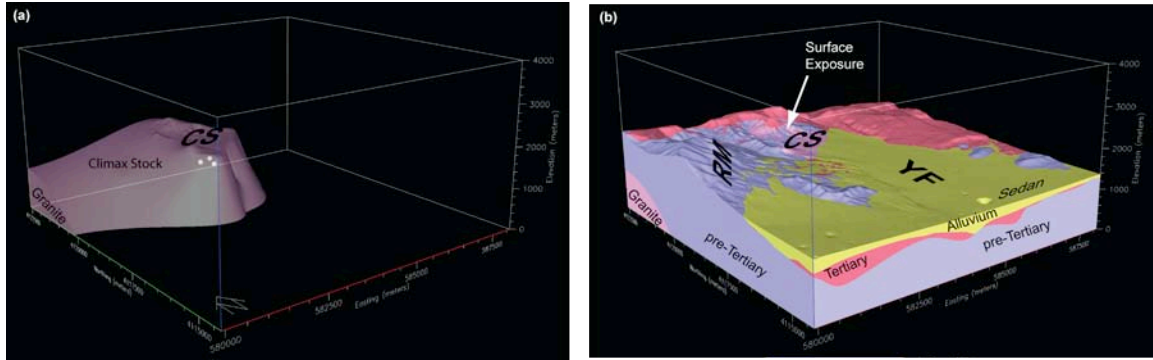 (a)
4000
3000
2000
1000
0
Elevation (meters)
CS
Climax Stock
Granite
Northing (meters)
4115000
580000
582500
Easting (meters)
585000
587500
(b)
Surface
Exposure
4000
3000
2000
1000
0
Elevation (meters)
CS
RM
YF
Sedan
Alluvium
Granite
pre-Tertiary
Tertiary
pre-Tertiary
Northing (meters)
4115000
580000
582500
Easting (meters)
585000
587500